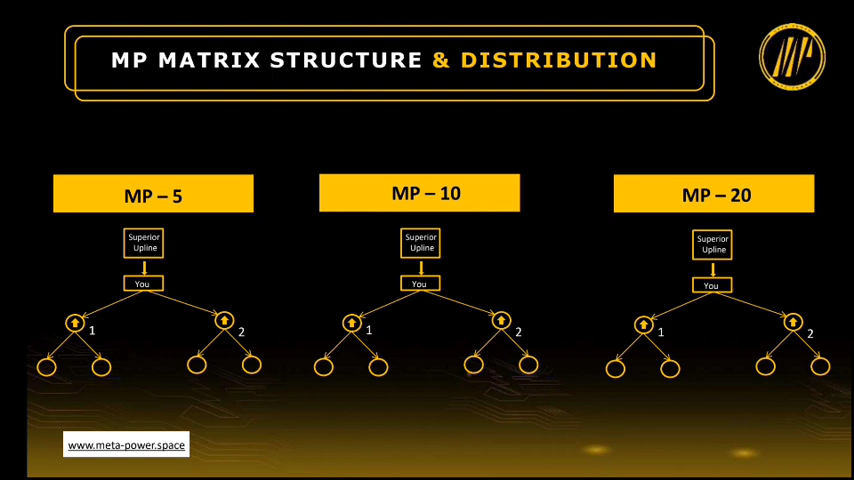 MP MATRIX STRUCTURE & DISTRIBUTION
MP
MP – 5
MP – 10
MP – 20
Superior
Upline
You
1
2
Superior
Upline
You
1
2
Superior
Upline
You
1
2
www.meta-power.space